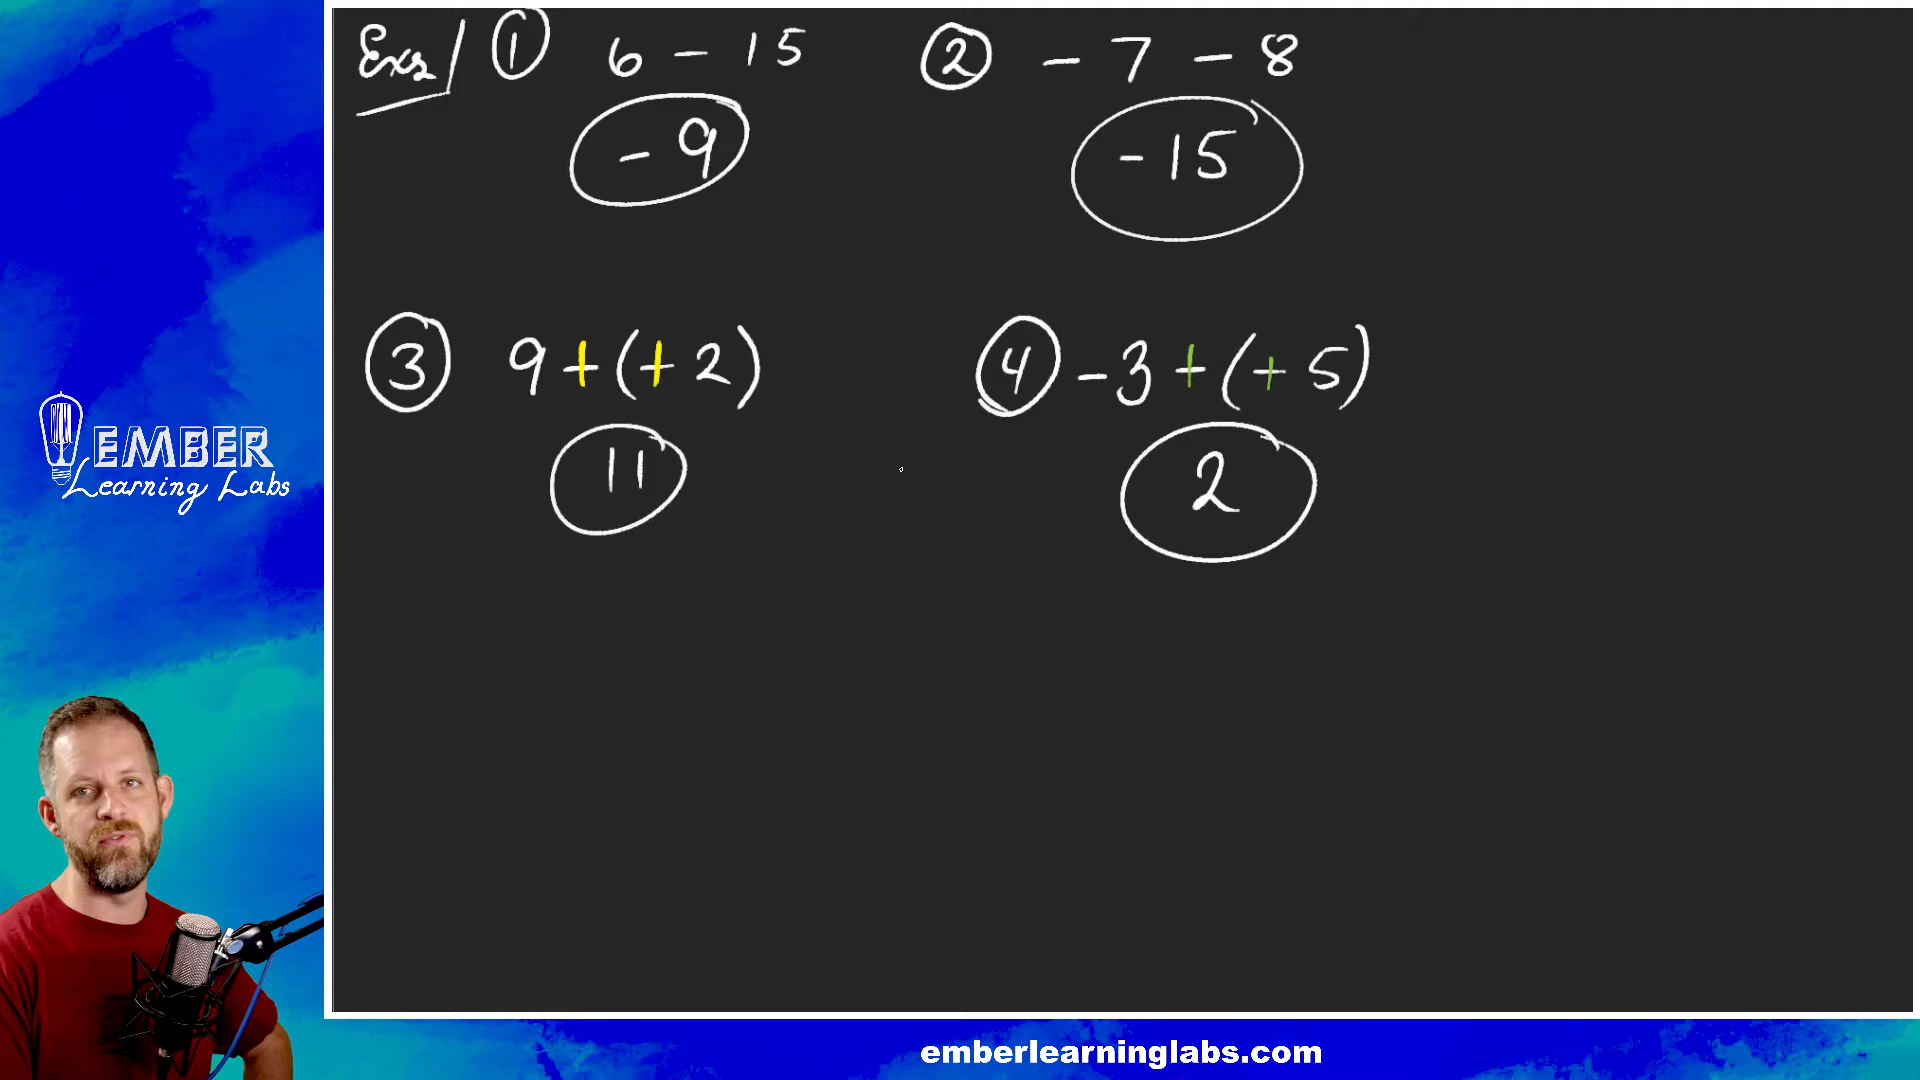 Exs/ ① 6 - 15 ② - 7 - 8
- 9 - 15
③ 9 + (+ 2) ④ - 3 + (+ 5)
11 2
EMBER
Learning Labs
emberlearninglabs.com